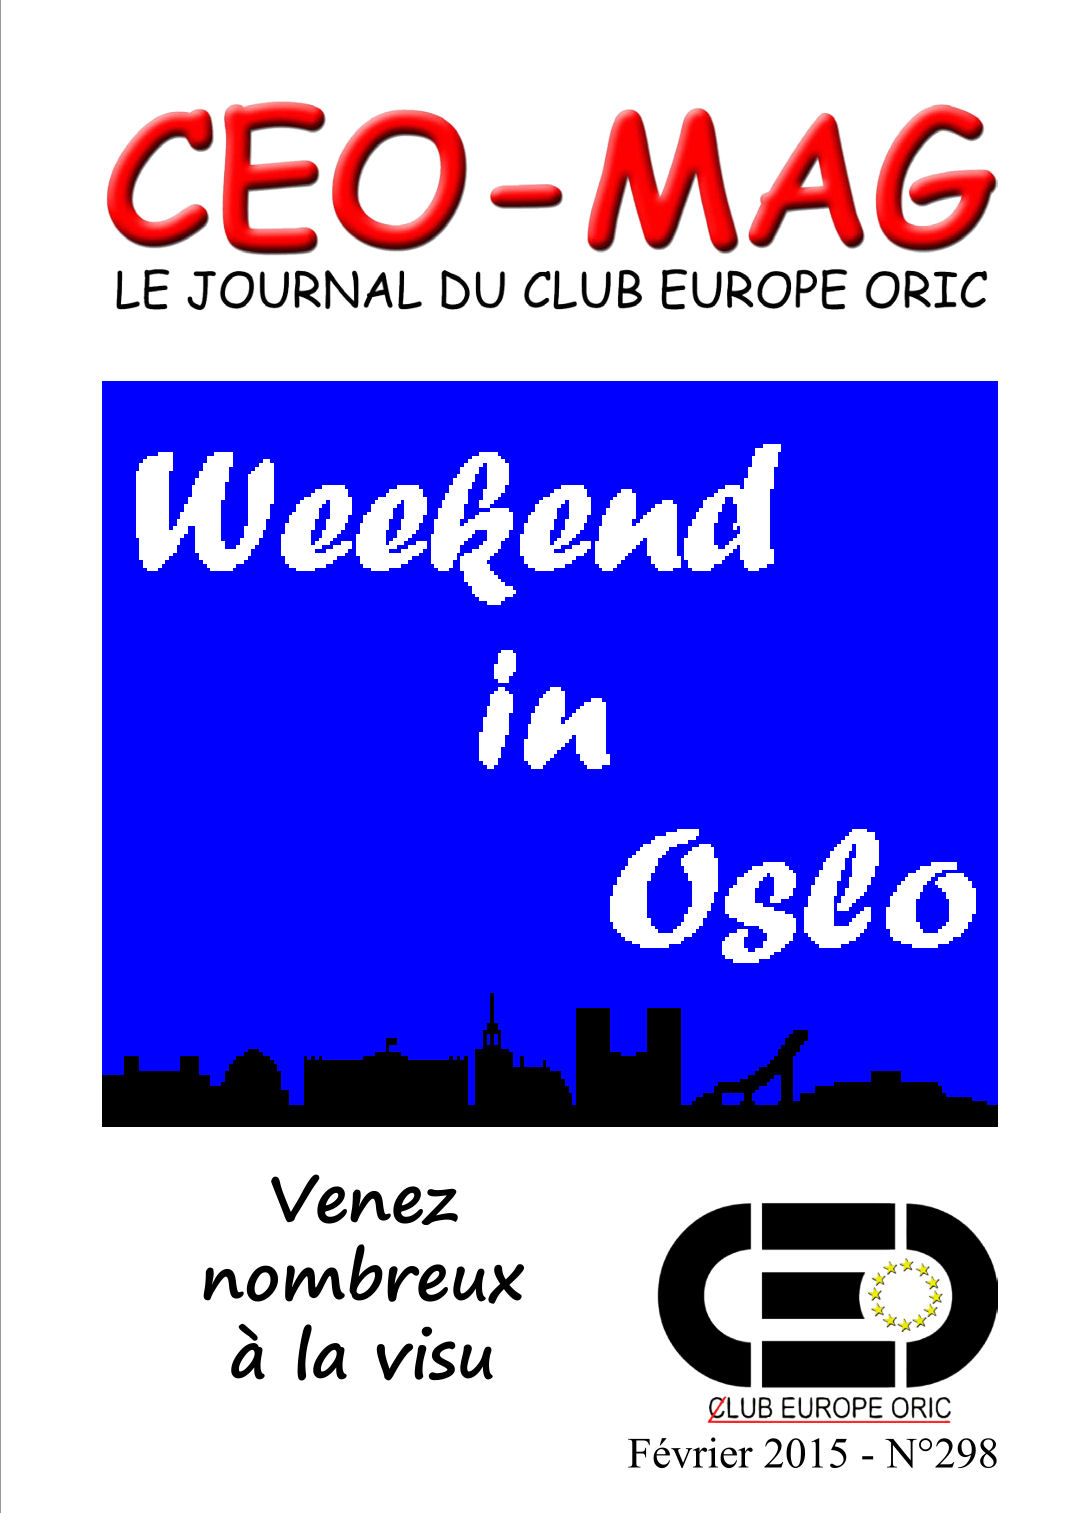 CEO-MAG
LE JOURNAL DU CLUB EUROPE ORIC
Weekend
in
Oslo
Venez
nombreux
à la visu
CEO
CLUB EUROPE ORIC
Février 2015 - N°298